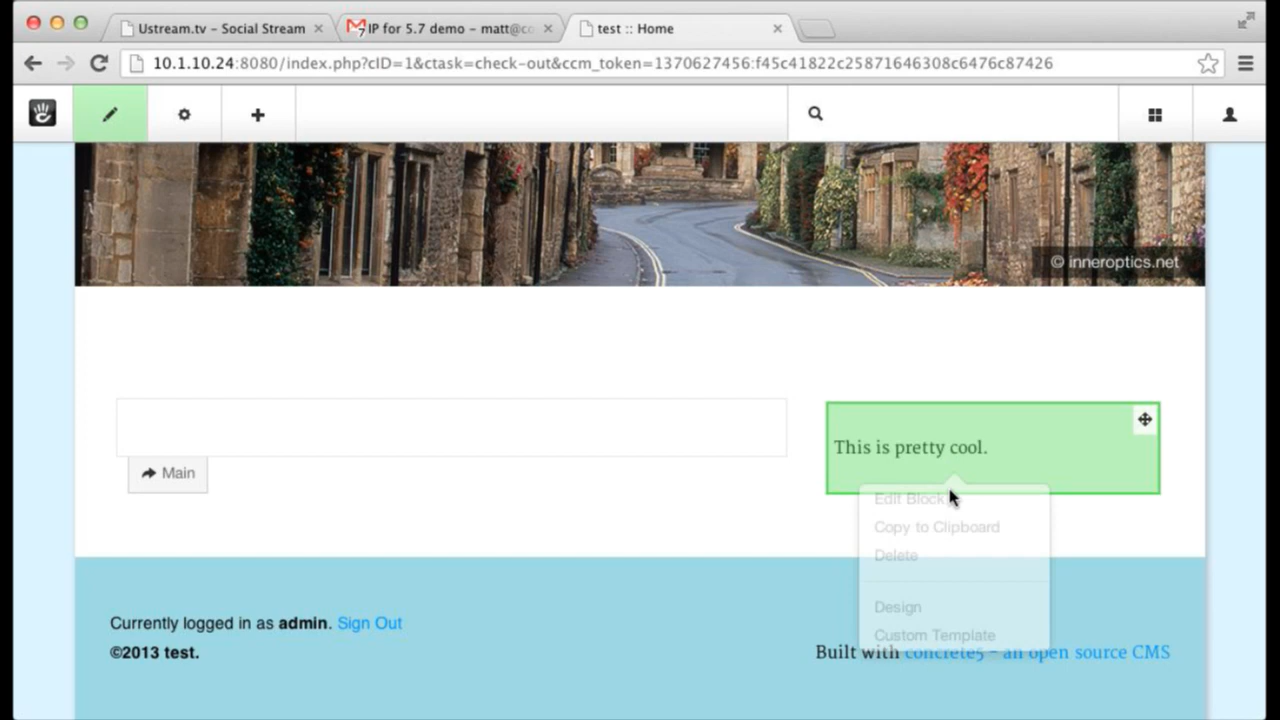 Ustream.tv - Social Stream
IP for 5.7 demo - matt@co
test :: Home
10.1.10.24:8080/index.php?cID=1&ctask=check-out&ccm_token=1370627456:f45c41822c25871646308c6476c87426
© inneroptics.net
This is pretty cool.
Main
Edit Block
Copy to Clipboard
Delete
Design
Custom Template
Currently logged in as admin. Sign Out
©2013 test.
Built with concrete5 - an open source CMS